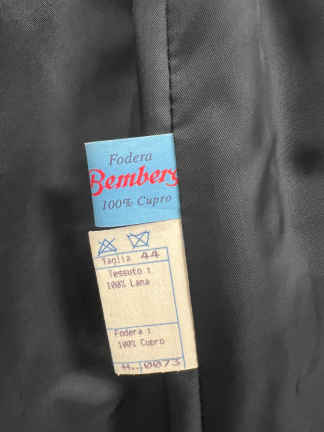 Fodera
Bemberg
100% Cupro
Taglia 44
Tessuto :
100% Lana
Fodera :
100% Cupro